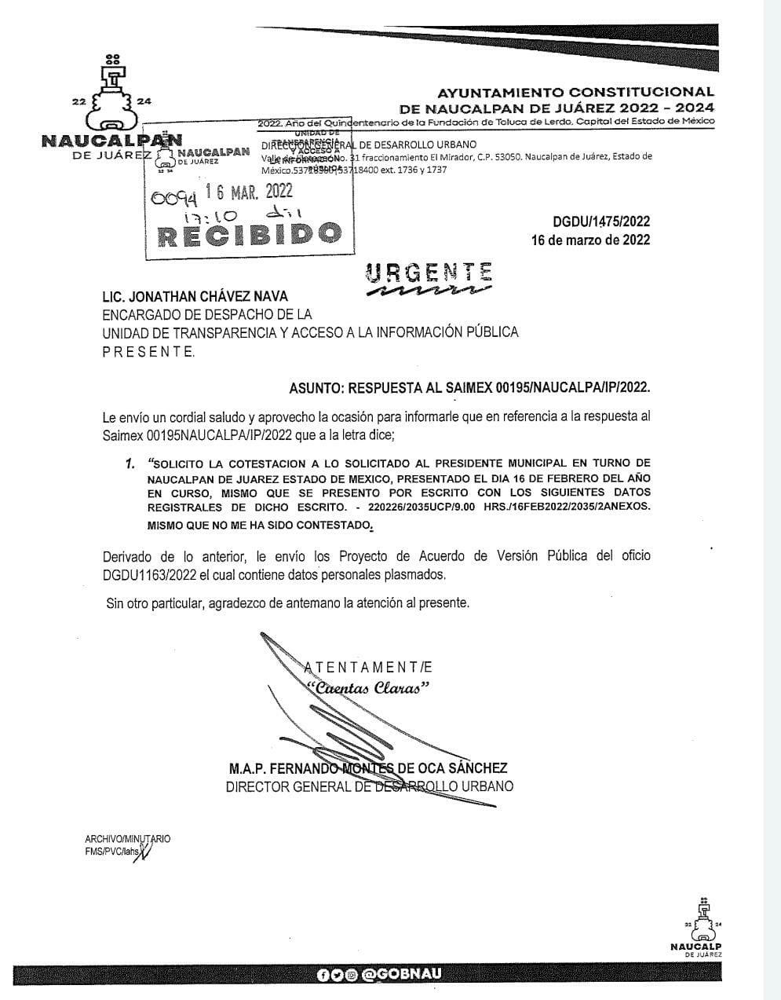 22 24
NAUCALPAN
DE JUÁREZ
AYUNTAMIENTO CONSTITUCIONAL
DE NAUCALPAN DE JUÁREZ 2022 – 2024
2022. Año del Quincentenario de la Fundación de Toluca de Lerdo, Capital del Estado de México
DIRECCIÓN GENERAL DE DESARROLLO URBANO
No. 31 fraccionamiento El Mirador, C.P. 53050. Naucalpan de Juárez, Estado de
México. 53718400 ext. 1736 y 1737
NAUCALPAN
DE JUÁREZ
22 24
UNIDAD DE
TRANSPARENCIA
Y ACCESO A
LA INFORMACIÓN
PÚBLICA
0094 16 MAR. 2022
17:10
RECIBIDO
DGDU/1475/2022
16 de marzo de 2022
URGENTE
LIC. JONATHAN CHÁVEZ NAVA
ENCARGADO DE DESPACHO DE LA
UNIDAD DE TRANSPARENCIA Y ACCESO A LA INFORMACIÓN PÚBLICA
P R E S E N T E.
ASUNTO: RESPUESTA AL SAIMEX 00195/NAUCALPA/IP/2022.
Le envío un cordial saludo y aprovecho la ocasión para informarle que en referencia a la respuesta al
Saimex 00195NAUCALPA/IP/2022 que a la letra dice;
1. “SOLICITO LA COTESTACION A LO SOLICITADO AL PRESIDENTE MUNICIPAL EN TURNO DE
NAUCALPAN DE JUAREZ ESTADO DE MEXICO, PRESENTADO EL DIA 16 DE FEBRERO DEL AÑO
EN CURSO, MISMO QUE SE PRESENTO POR ESCRITO CON LOS SIGUIENTES DATOS
REGISTRALES DE DICHO ESCRITO. - 220226/2035UCP/9.00 HRS./16FEB2022/2035/2ANEXOS.
MISMO QUE NO ME HA SIDO CONTESTADO.
Derivado de lo anterior, le envío los Proyecto de Acuerdo de Versión Pública del oficio
DGDU1163/2022 el cual contiene datos personales plasmados.
Sin otro particular, agradezco de antemano la atención al presente.
A T E N T A M E N T E
“Cuentas Claras”
M.A.P. FERNANDO MONTES DE OCA SÁNCHEZ
DIRECTOR GENERAL DE DESARROLLO URBANO
ARCHIVO/MINUTARIO
FMS/PVC/lahs
22 24
NAUCALP
DE JUÁREZ
@GOBNAU